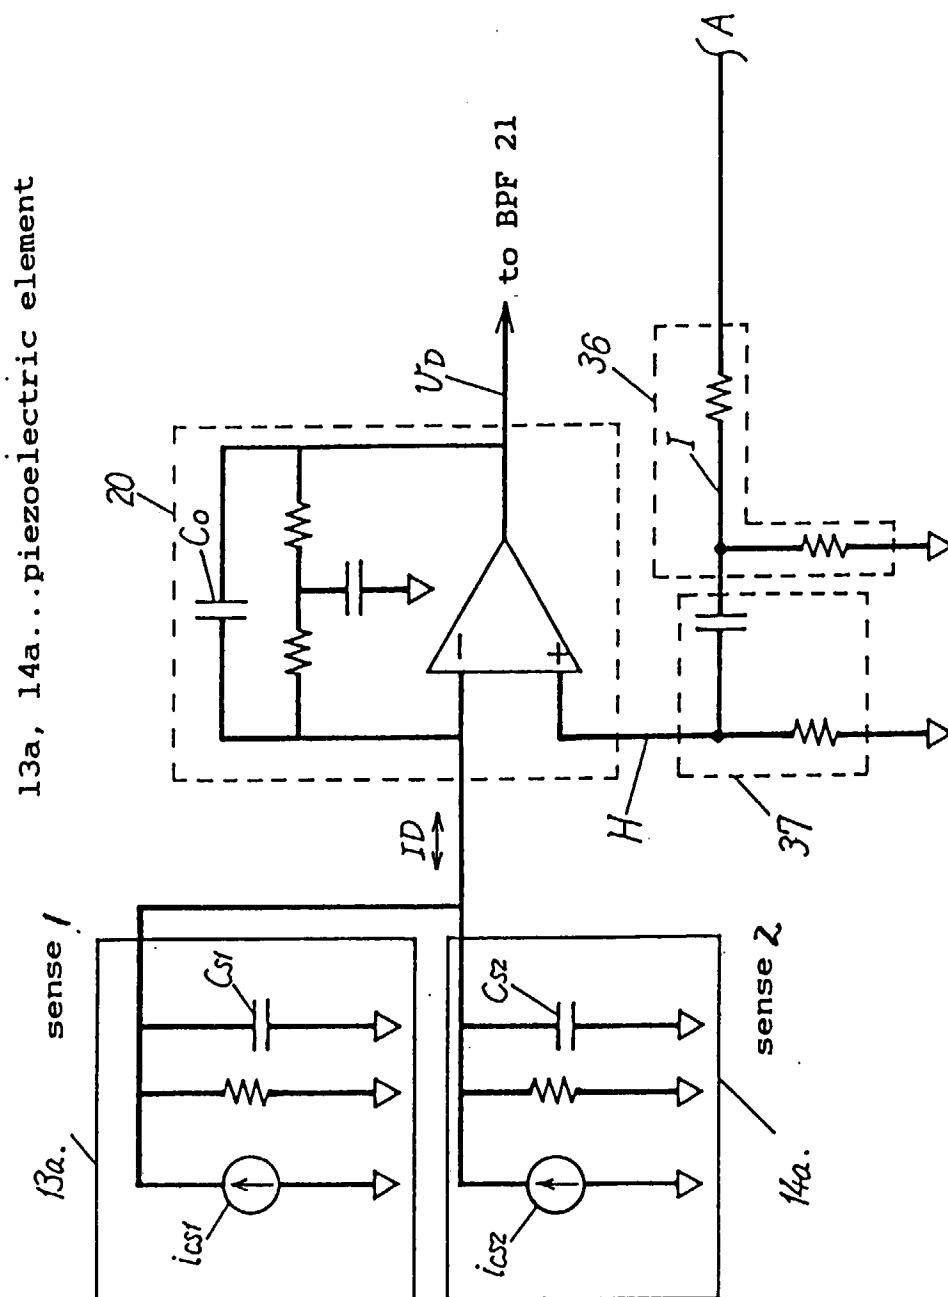 13a, 14a...piezoelectric element
20
Co
UD
to BPF 21
ID
H
I
36
37
A
sense 1
13a.
Cs1
ics1
sense 2
14a.
Cs2
ics2
−
+